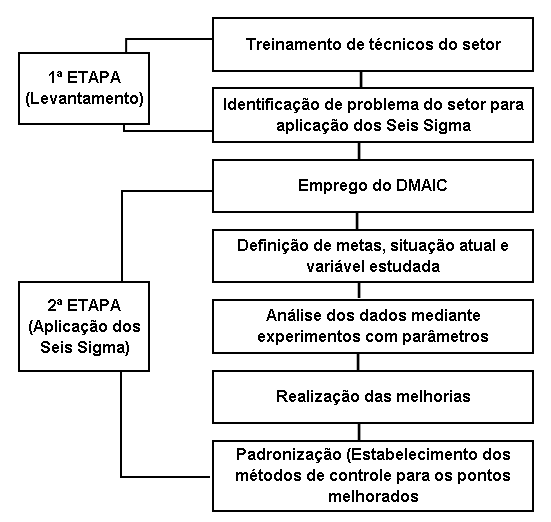 Treinamento de técnicos do setor
1ª ETAPA
(Levantamento)
Identificação de problema do setor para
aplicação dos Seis Sigma
Emprego do DMAIC
Definição de metas, situação atual e
variável estudada
2ª ETAPA
(Aplicação dos
Seis Sigma)
Análise dos dados mediante
experimentos com parâmetros
Realização das melhorias
Padronização (Estabelecimento dos
métodos de controle para os pontos
melhorados